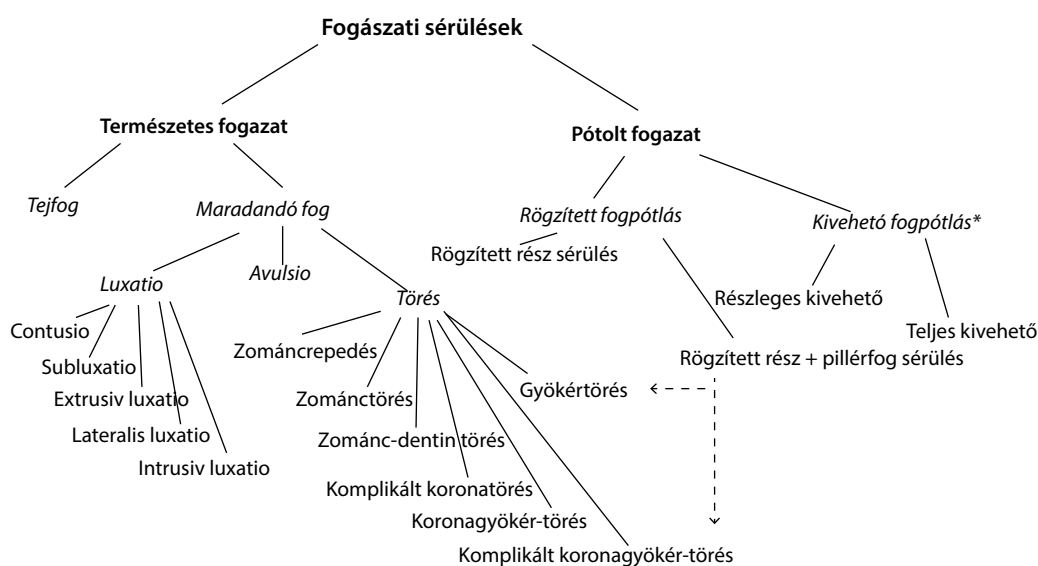 Fogászati sérülések
Természetes fogazat
Pótolt fogazat
Tejfog
Maradandó fog
Rögzített fogpótlás
Kivehetó fogpótlás*
Rögzített rész sérülés
Avulsio
Luxatio
Törés
Részleges kivehető
Contusio
Teljes kivehető
Zománcrepedés
Rögzített rész + pillérfog sérülés
Subluxatio
Gyökértörés
Extrusiv luxatio
Zománctörés
Lateralis luxatio
Zománc-dentin törés
Intrusiv luxatio
Komplikált koronatörés
Koronagyökér-törés
Komplikált koronagyökér-törés